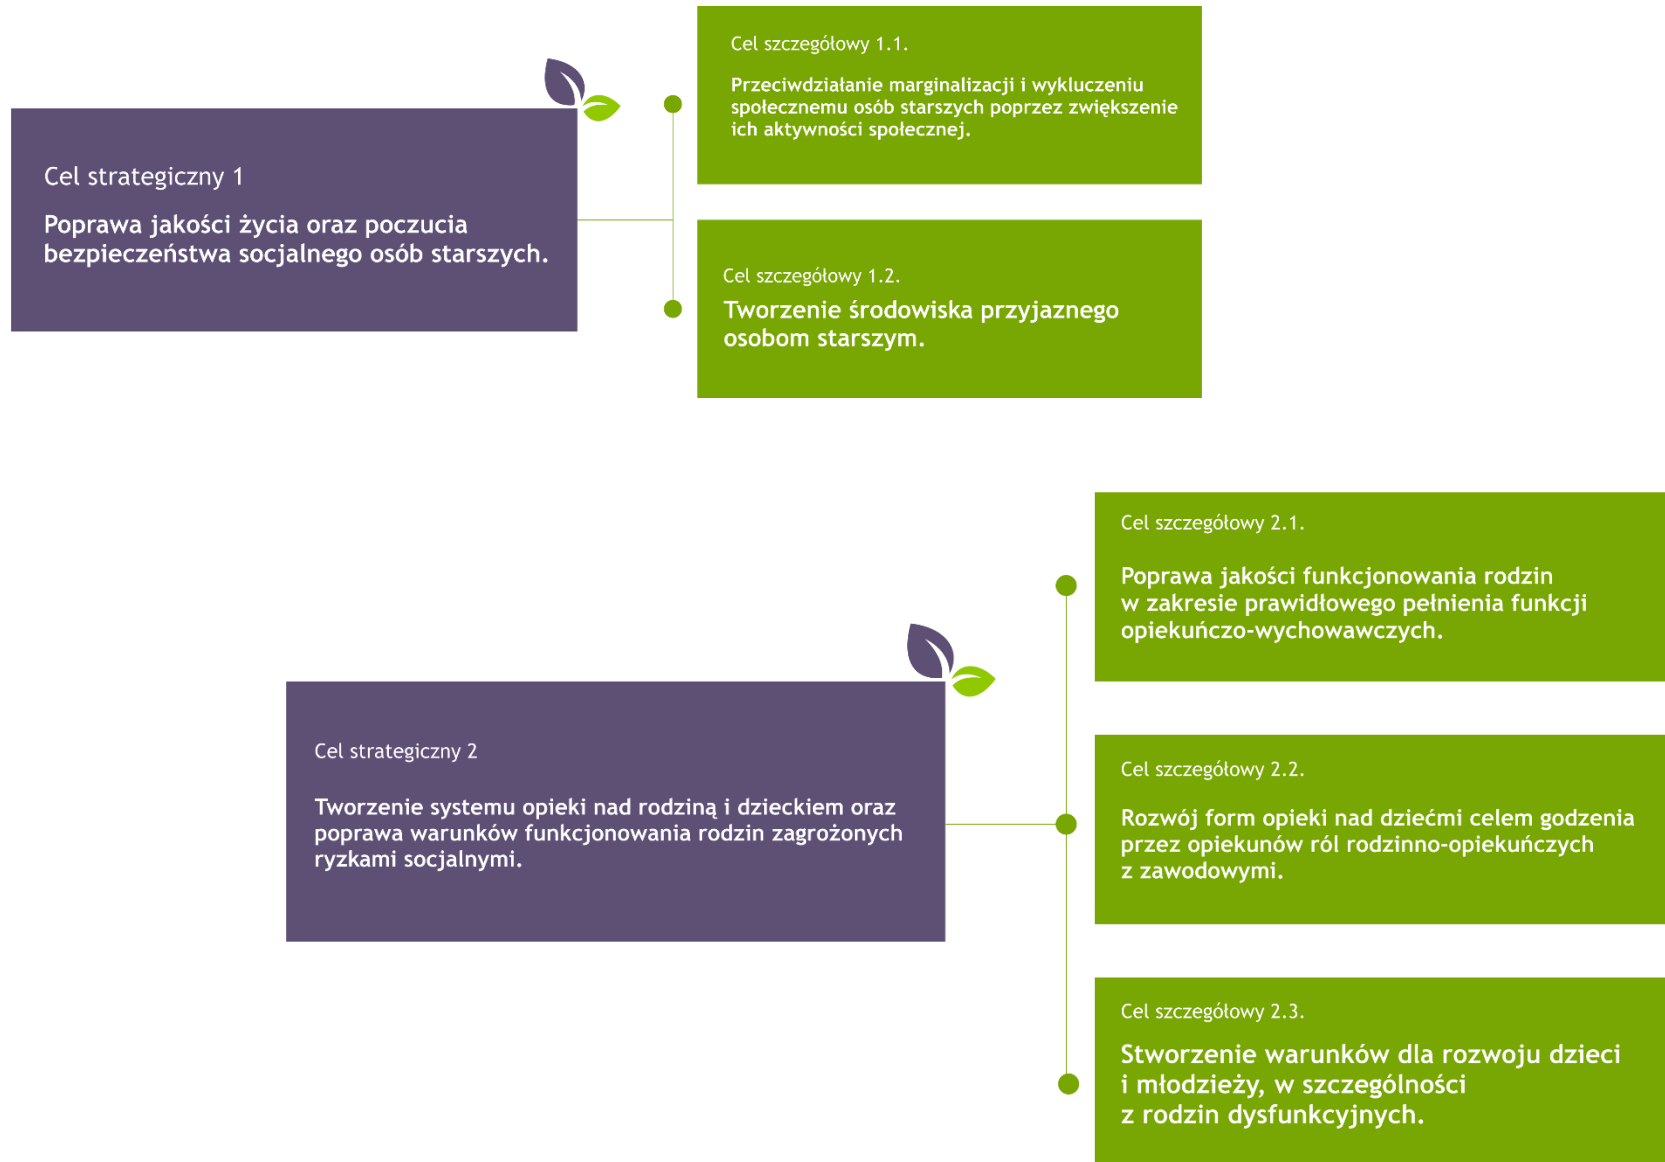 Cel strategiczny 1
Poprawa jakości życia oraz poczucia
bezpieczeństwa socjalnego osób starszych.
Cel szczegółowy 1.1.
Przeciwdziałanie marginalizacji i wykluczeniu
społecznemu osób starszych poprzez zwiększenie
ich aktywności społecznej.
Cel szczegółowy 1.2.
Tworzenie środowiska przyjaznego
osobom starszym.
Cel strategiczny 2
Tworzenie systemu opieki nad rodziną i dzieckiem oraz
poprawa warunków funkcjonowania rodzin zagrożonych
ryzkami socjalnymi.
Cel szczegółowy 2.1.
Poprawa jakości funkcjonowania rodzin
w zakresie prawidłowego pełnienia funkcji
opiekuńczo-wychowawczych.
Cel szczegółowy 2.2.
Rozwój form opieki nad dziećmi celem godzenia
przez opiekunów ról rodzinno-opiekuńczych
z zawodowymi.
Cel szczegółowy 2.3.
Stworzenie warunków dla rozwoju dzieci
i młodzieży, w szczególności
z rodzin dysfunkcyjnych.